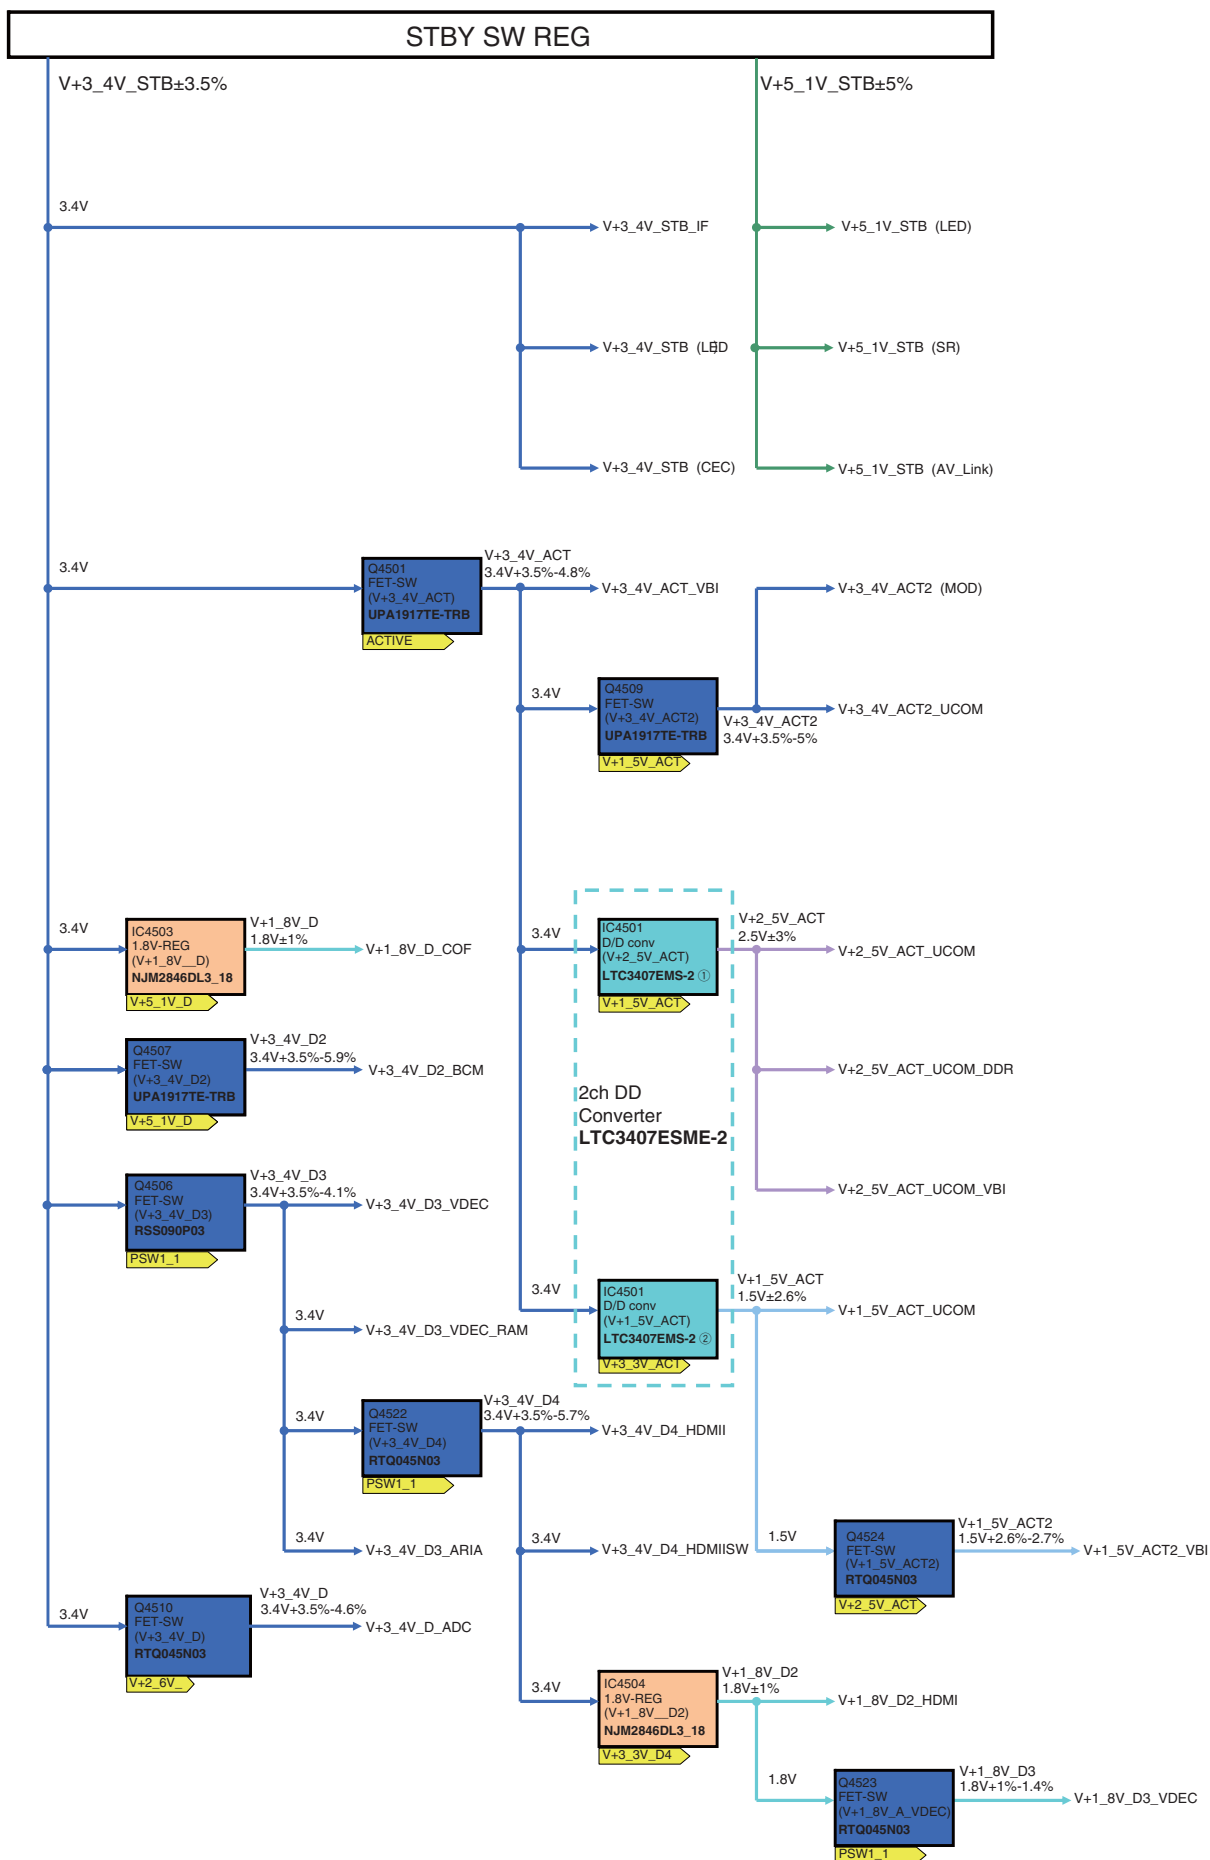 STBY SW REG
V+3_4V_STB±3.5%
V+5_1V_STB±5%
3.4V
V+3_4V_STB_IF
V+5_1V_STB (LED)
V+3_4V_STB (LED
V+5_1V_STB (SR)
V+3_4V_STB (CEC)
V+5_1V_STB (AV_Link)
3.4V
Q4501
FET-SW
(V+3_4V_ACT)
UPA1917TE-TRB
ACTIVE
V+3_4V_ACT
3.4V+3.5%-4.8%
V+3_4V_ACT_VBI
V+3_4V_ACT2 (MOD)
3.4V
Q4509
FET-SW
(V+3_4V_ACT2)
UPA1917TE-TRB
V+1_5V_ACT
V+3_4V_ACT2
3.4V+3.5%-5%
V+3_4V_ACT2_UCOM
3.4V
IC4503
1.8V-REG
(V+1_8V__D)
NJM2846DL3_18
V+5_1V_D
V+1_8V_D
1.8V±1%
V+1_8V_D_COF
3.4V
IC4501
D/D conv
(V+2_5V_ACT)
LTC3407EMS-2 ①
V+1_5V_ACT
V+2_5V_ACT
2.5V±3%
V+2_5V_ACT_UCOM
Q4507
FET-SW
(V+3_4V_D2)
UPA1917TE-TRB
V+5_1V_D
V+3_4V_D2
3.4V+3.5%-5.9%
V+3_4V_D2_BCM
V+2_5V_ACT_UCOM_DDR
2ch DD
Converter
LTC3407ESME-2
Q4506
FET-SW
(V+3_4V_D3)
RSS090P03
PSW1_1
V+3_4V_D3
3.4V+3.5%-4.1%
V+3_4V_D3_VDEC
V+2_5V_ACT_UCOM_VBI
3.4V
V+3_4V_D3_VDEC_RAM
3.4V
IC4501
D/D conv
(V+1_5V_ACT)
LTC3407EMS-2 ②
V+3_3V_ACT
V+1_5V_ACT
1.5V±2.6%
V+1_5V_ACT_UCOM
3.4V
Q4522
FET-SW
(V+3_4V_D4)
RTQ045N03
PSW1_1
V+3_4V_D4
3.4V+3.5%-5.7%
V+3_4V_D4_HDMII
3.4V
V+3_4V_D3_ARIA
3.4V
V+3_4V_D4_HDMIISW
1.5V
Q4524
FET-SW
(V+1_5V_ACT2)
RTQ045N03
V+2_5V_ACT
V+1_5V_ACT2
1.5V+2.6%-2.7%
V+1_5V_ACT2_VBI
3.4V
Q4510
FET-SW
(V+3_4V_D)
RTQ045N03
V+2_6V_
V+3_4V_D
3.4V+3.5%-4.6%
V+3_4V_D_ADC
3.4V
IC4504
1.8V-REG
(V+1_8V__D2)
NJM2846DL3_18
V+3_3V_D4
V+1_8V_D2
1.8V±1%
V+1_8V_D2_HDMI
1.8V
Q4523
FET-SW
(V+1_8V_A_VDEC)
RTQ045N03
PSW1_1
V+1_8V_D3
1.8V+1%-1.4%
V+1_8V_D3_VDEC